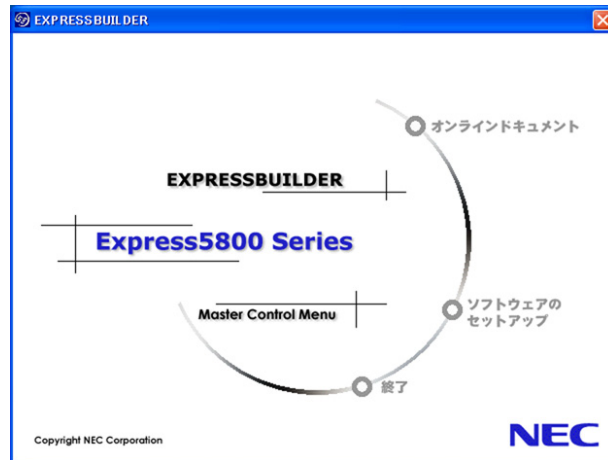 EXPRESSBUILDER
オンラインドキュメント
EXPRESSBUILDER
Express5800 Series
ソフトウェアの
セットアップ
Master Control Menu
終了
Copyright NEC Corporation
NEC